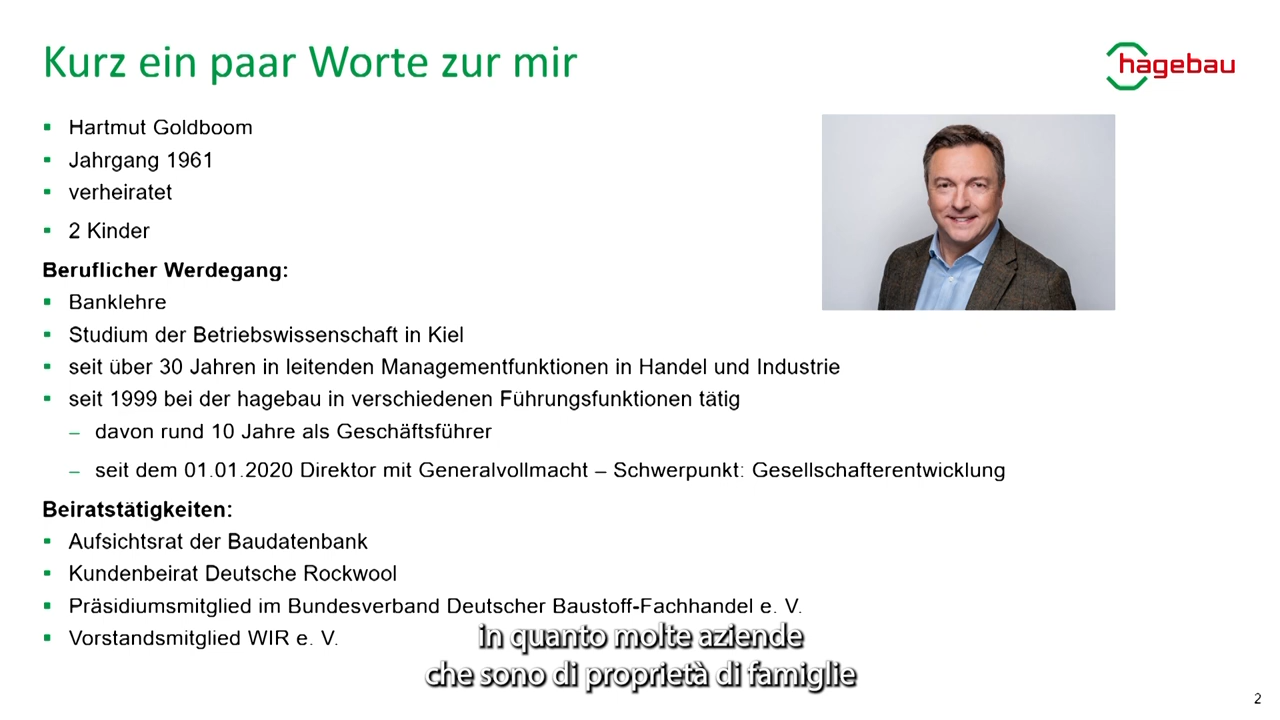 Kurz ein paar Worte zur mir
hagebau
Hartmut Goldboom
Jahrgang 1961
verheiratet
2 Kinder
Beruflicher Werdegang:
Banklehre
Studium der Betriebswissenschaft in Kiel
seit über 30 Jahren in leitenden Managementfunktionen in Handel und Industrie
seit 1999 bei der hagebau in verschiedenen Führungsfunktionen tätig
– davon rund 10 Jahre als Geschäftsführer
– seit dem 01.01.2020 Direktor mit Generalvollmacht – Schwerpunkt: Gesellschafterentwicklung
Beiratstätigkeiten:
Aufsichtsrat der Baudatenbank
Kundenbeirat Deutsche Rockwool
Präsidiumsmitglied im Bundesverband Deutscher Baustoff-Fachhandel e. V.
Vorstandsmitglied WIR e. V.
in quanto molte aziende
che sono di proprietà di famiglie
2